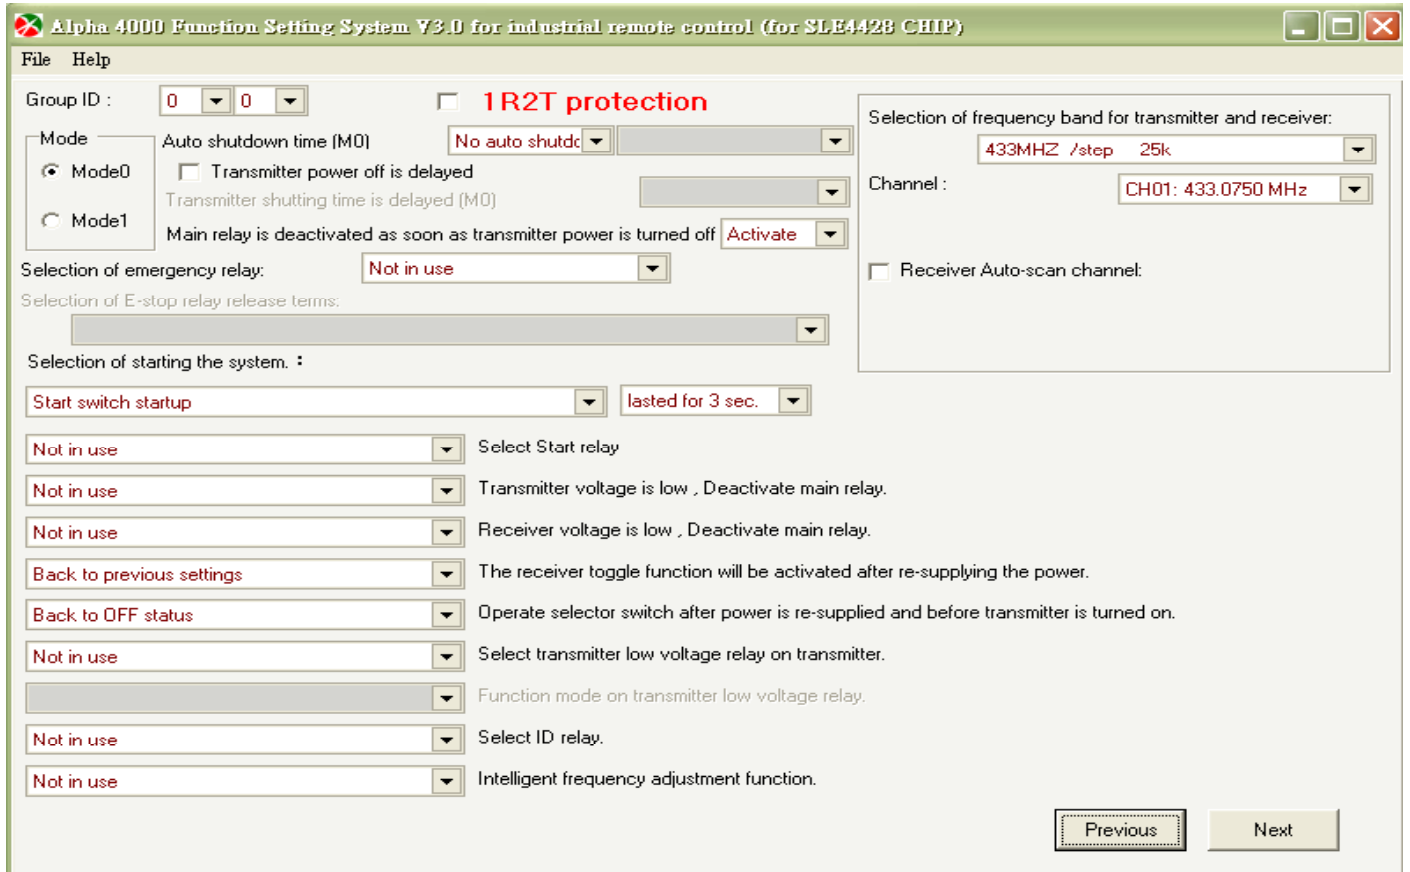 Alpha 4000 Function Setting System V3.0 for industrial remote control (for SLE4428 CHIP)
File Help
Group ID : 0 0 1R2T protection
Mode
Mode0
Mode1
Auto shutdown time (M0) No auto shutdc
Transmitter power off is delayed
Transmitter shutting time is delayed (M0)
Main relay is deactivated as soon as transmitter power is turned off Activate
Selection of frequency band for transmitter and receiver:
433MHZ /step 25k
Channel : CH01: 433.0750 MHz
Receiver Auto-scan channel:
Selection of emergency relay: Not in use
Selection of E-stop relay release terms:
Selection of starting the system. :
Start switch startup lasted for 3 sec.
Not in use Select Start relay
Not in use Transmitter voltage is low , Deactivate main relay.
Not in use Receiver voltage is low , Deactivate main relay.
Back to previous settings The receiver toggle function will be activated after re-supplying the power.
Back to OFF status Operate selector switch after power is re-supplied and before transmitter is turned on.
Not in use Select transmitter low voltage relay on transmitter.
Function mode on transmitter low voltage relay.
Not in use Select ID relay.
Not in use Intelligent frequency adjustment function.
Previous Next